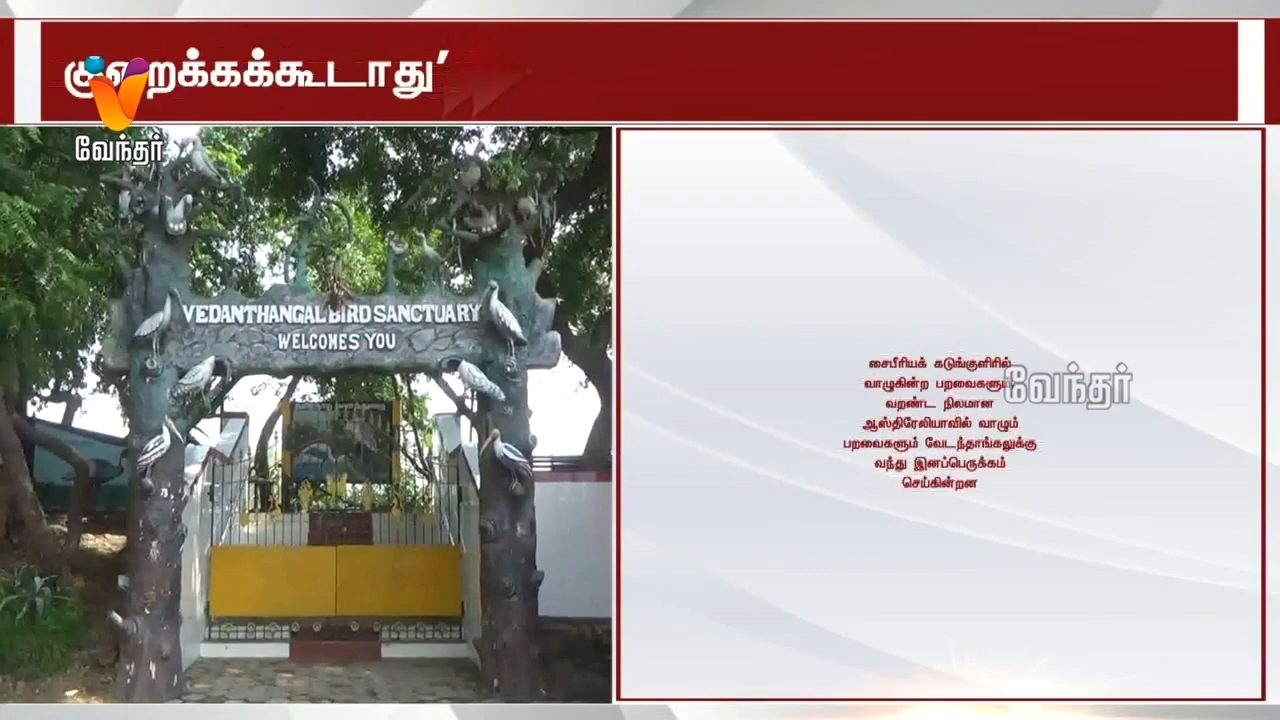 குறைக்கக்கூடாது’
வேந்தர்
VEDANTHANGAL BIRD SANCTUARY
WELCOMES YOU
சைபீரியக் கடுங்குளிரில்
வாழுகின்ற பறவைகளும்
வறண்ட நிலமான
ஆஸ்திரேலியாவில் வாழும்
பறவைகளும் வேடந்தாங்கலுக்கு
வந்து இனப்பெருக்கம்
செய்கின்றன
வேந்தர்